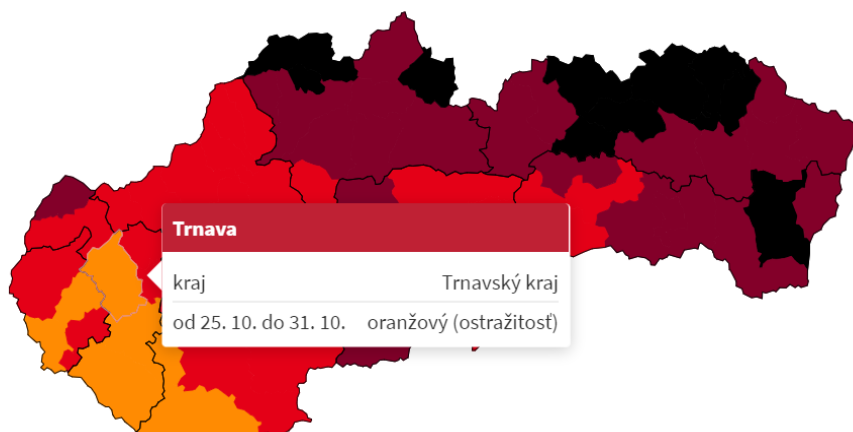 Trnava
kraj Trnavský kraj
od 25. 10. do 31. 10. oranžový (ostražitosť)